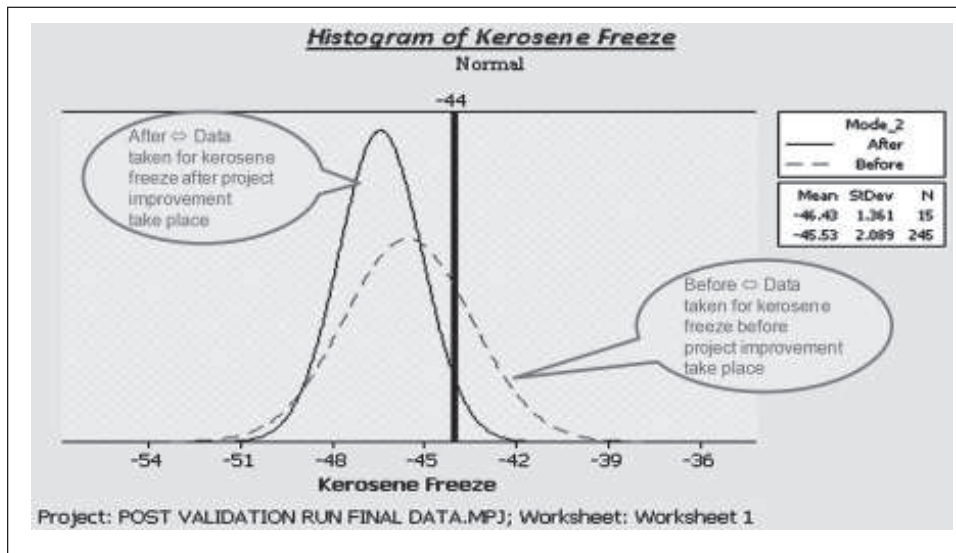 Histogram of Kerosene Freeze
Normal
-44
After ⇔ Data
taken for kerosene
freeze after project
improvement
take place
Mode_2
After
Before
Mean StDev N
-46.43 1.361 15
-45.53 2.089 245
Before ⇔ Data
taken for kerosene
freeze before
project improvement
take place
-54 -51 -48 -45 -42 -39 -36
Kerosene Freeze
Project: POST VALIDATION RUN FINAL DATA.MPJ; Worksheet: Worksheet 1